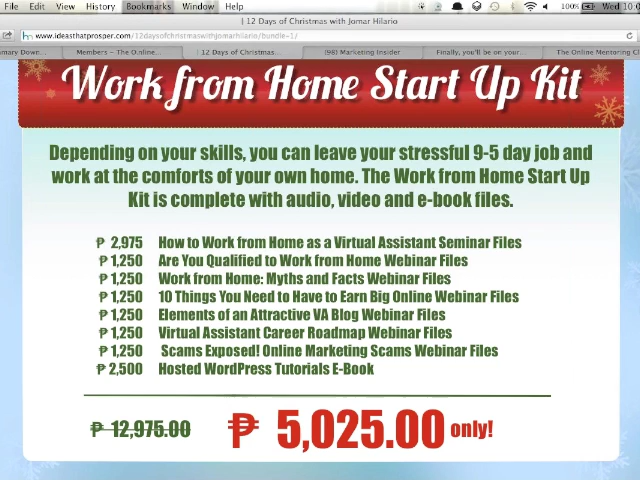 File Edit View History Bookmarks Window Help 100% Wed 10:0
| 12 Days of Christmas with Jomar Hilario
www.ideasthatprosper.com/12daysofchristmaswithjomarhilario/bundle-1/
mary Down... Members – The Online... | 12 Days of Christmas... (98) Marketing Insider Finally, you'll be on your... The Online Mentoring Cl
Work from Home Start Up Kit
Depending on your skills, you can leave your stressful 9-5 day job and
work at the comforts of your own home. The Work from Home Start Up
Kit is complete with audio, video and e-book files.
₱ 2,975 How to Work from Home as a Virtual Assistant Seminar Files
₱ 1,250 Are You Qualified to Work from Home Webinar Files
₱ 1,250 Work from Home: Myths and Facts Webinar Files
₱ 1,250 10 Things You Need to Have to Earn Big Online Webinar Files
₱ 1,250 Elements of an Attractive VA Blog Webinar Files
₱ 1,250 Virtual Assistant Career Roadmap Webinar Files
₱ 1,250 Scams Exposed! Online Marketing Scams Webinar Files
₱ 2,500 Hosted WordPress Tutorials E-Book
₱ 12,975.00 ₱ 5,025.00 only!